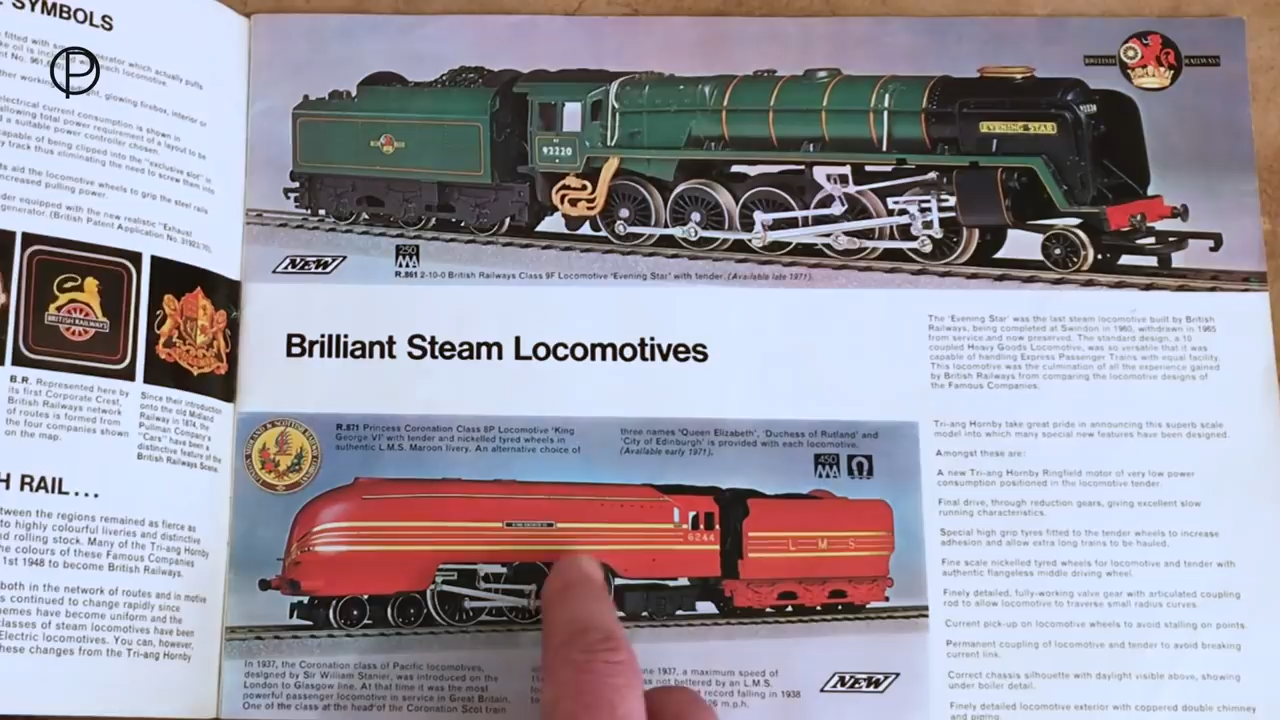 SYMBOLS
fitted with
erator which actually puffs
ke oil is
each locomotive.
glowing firebox, interior or
electrical current consumption is shown in
allowing total power requirement of a layout to be
d a suitable power controller chosen.
capable of being clipped into the "exclusive slot" in
y track thus eliminating the need to screw them into
s aid the locomotive wheels to grip the steel rails
increased pulling power.
der equipped with the new realistic "Exhaust
generator. (British Patent Application No.
BRITISH RAILWAYS
B.R. Represented here by
its first Corporate Crest,
British Railways network
of routes is formed from
the four companies shown
on the map.
Since their introduction
onto the old Midland
Railway in 1874, the
Pullman Company's
"Cars" have been a
distinctive feature of the
British Railways Scene.
H RAIL...
tween the regions remained as fierce as
to highly colourful liveries and distinctive
nd rolling stock. Many of the Tri-ang Hornby
he colours of these Famous Companies
1st 1948 to become British Railways.
both in the network of routes and in motive
s continued to change rapidly since
hemes have become uniform and the
classes of steam locomotives have been
Electric locomotives. You can, however,
these changes from the Tri-ang Hornby
BRITISH RAILWAYS
92220
EVENING STAR
92220
NEW
250
MA
R.861 2-10-0 British Railways Class 9F Locomotive 'Evening Star' with tender. (Available late 1971).
Brilliant Steam Locomotives
The 'Evening Star' was the last steam locomotive built by British
Railways, being completed at Swindon in 1960, withdrawn in 1965
from service and now preserved. The standard design, a 10
coupled Heavy Goods Locomotive, was so versatile that it was
capable of handling Express Passenger Trains with equal facility.
This locomotive was the culmination of all the experience gained
by British Railways from comparing the locomotive designs of
the Famous Companies.
R.871 Princess Coronation Class 8P Locomotive 'King
George VI' with tender and nickelled tyred wheels in
authentic L.M.S. Maroon livery. An alternative choice of
three names 'Queen Elizabeth', 'Duchess of Rutland' and
'City of Edinburgh' is provided with each locomotive.
(Available early 1971).
450
MA
6244
L M S
In 1937, the Coronation class of Pacific locomotives,
designed by Sir William Stanier, was introduced on the
London to Glasgow line. At that time it was the most
powerful passenger locomotive in service in Great Britain.
One of the class at the head of the Coronation Scot train
ne 1937, a maximum speed of
as not bettered by an L.M.S.
record falling in 1938
m.p.h.
NEW
Tri-ang Hornby take great pride in announcing this superb scale
model into which many special new features have been designed.
Amongst these are:
A new Tri-ang Hornby Ringfield motor of very low power
consumption positioned in the locomotive tender.
Final drive, through reduction gears, giving excellent slow
running characteristics.
Special high grip tyres fitted to the tender wheels to increase
adhesion and allow extra long trains to be hauled.
Fine scale nickelled tyred wheels for locomotive and tender with
authentic flangeless middle driving wheel.
Finely detailed, fully-working valve gear with articulated coupling
rod to allow locomotive to traverse small radius curves.
Current pick-up on locomotive wheels to avoid stalling on points.
Permanent coupling of locomotive and tender to avoid breaking
current link.
Correct chassis silhouette with daylight visible above, showing
under boiler detail.
Finely detailed locomotive exterior with coppered double chimney
and piping.